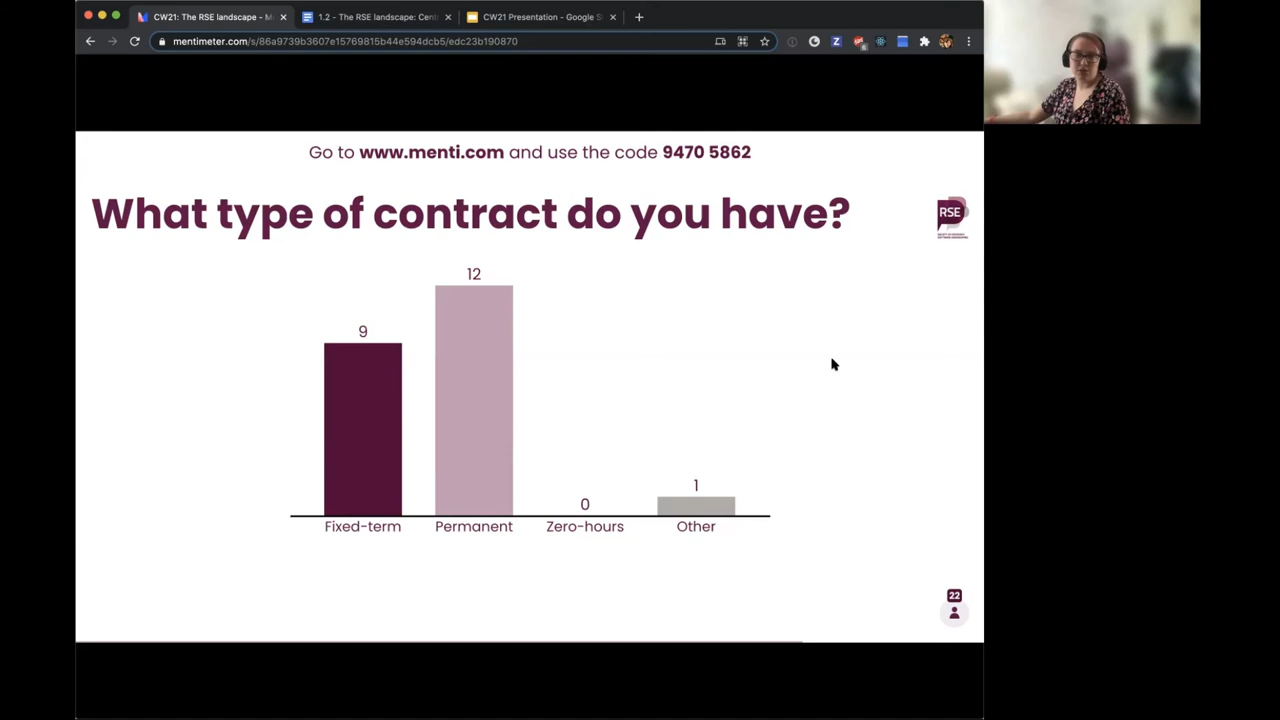 CW21: The RSE landscape - M
1.2 - The RSE landscape: Cent
CW21 Presentation - Google S
mentimeter.com/s/86a9739b3607e15769815b44e594dcb5/edc23b190870
Go to www.menti.com and use the code 9470 5862
What type of contract do you have?
RSE
12
9
1
0
Fixed-term
Permanent
Zero-hours
Other
22